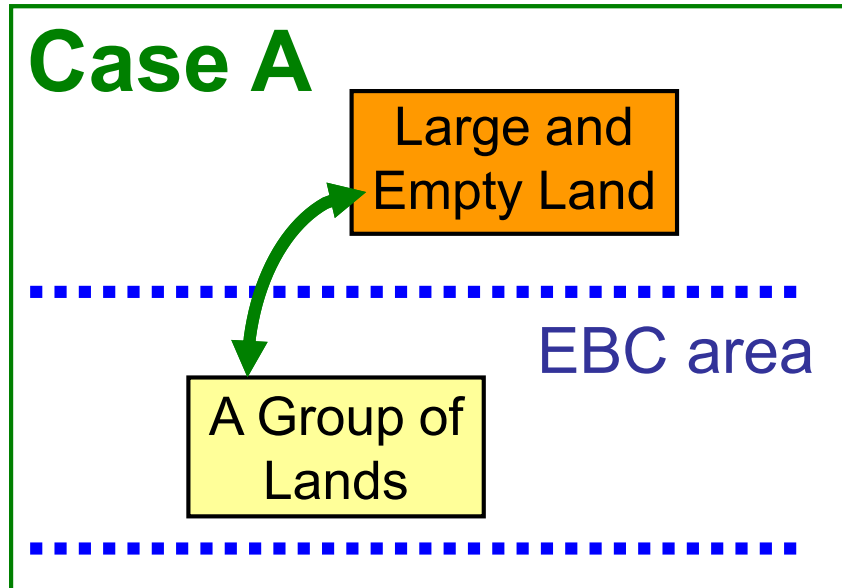 Case A
Large and
Empty Land
EBC area
A Group of
Lands